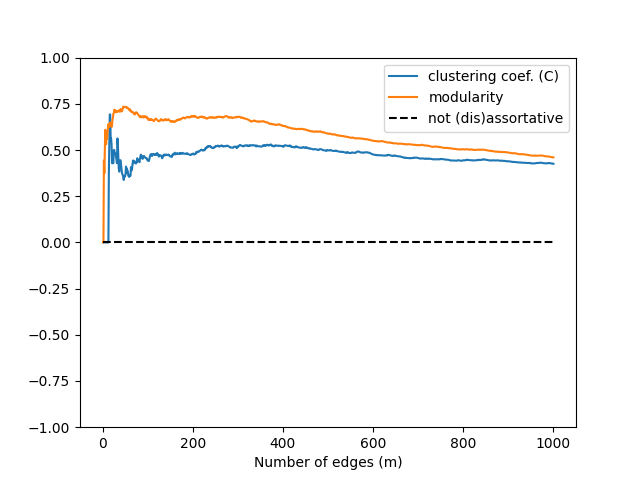 1.00
0.75
0.50
0.25
0.00
−0.25
−0.50
−0.75
−1.00
0 200 400 600 800 1000
Number of edges (m)
clustering coef. (C)
modularity
not (dis)assortative